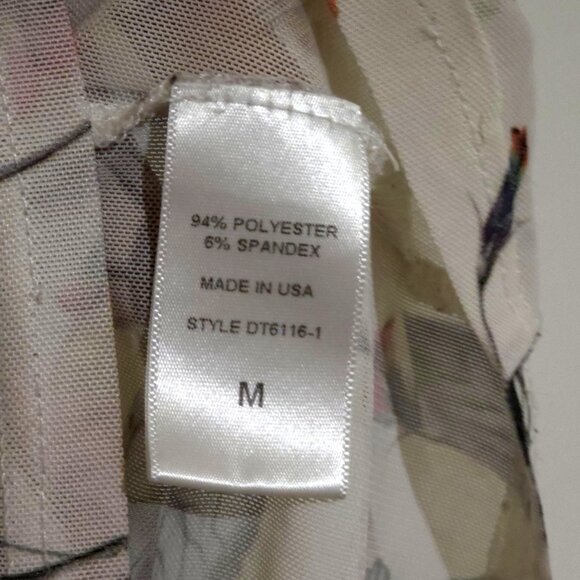 94% POLYESTER
6% SPANDEX
MADE IN USA
STYLE DT6116-1
M